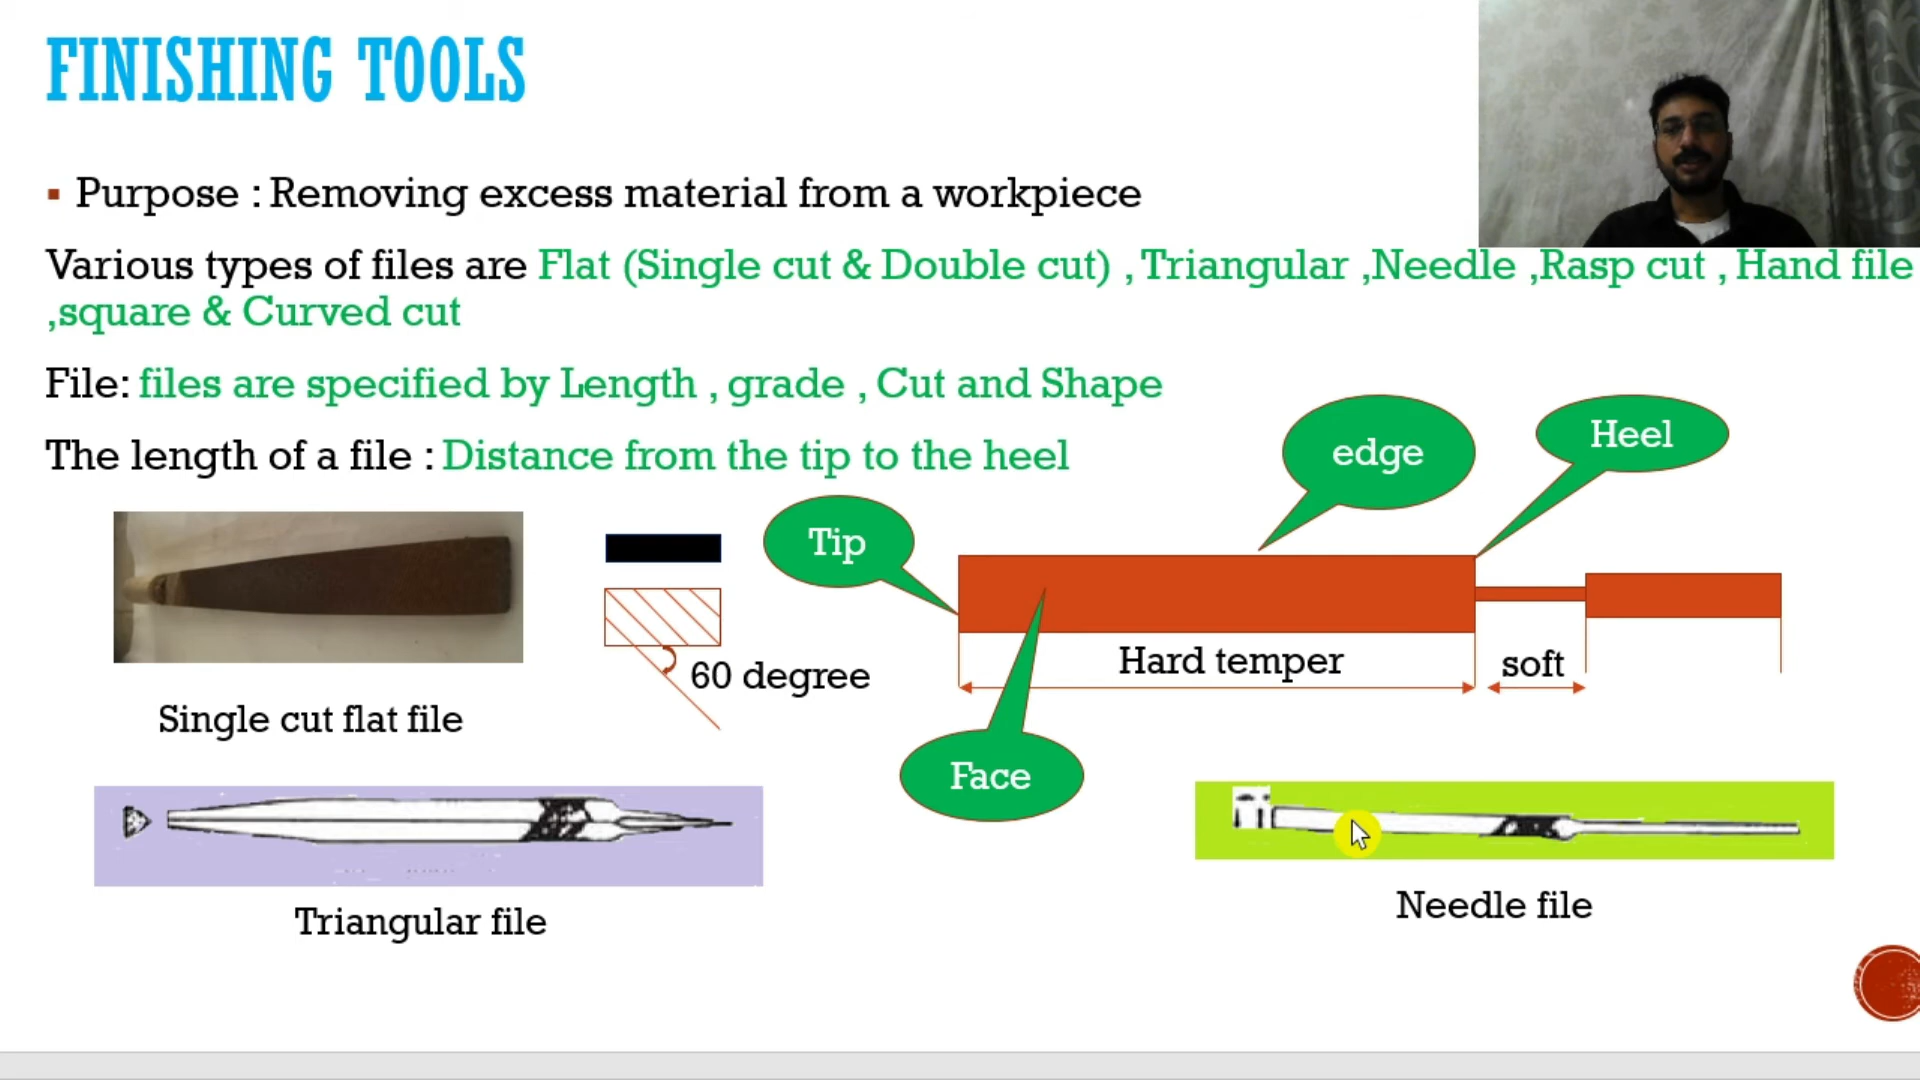 FINISHING TOOLS
Purpose : Removing excess material from a workpiece
Various types of files are Flat (Single cut & Double cut) , Triangular ,Needle ,Rasp cut , Hand file
,square & Curved cut
File: files are specified by Length , grade , Cut and Shape
The length of a file : Distance from the tip to the heel
edge
Heel
Tip
Hard temper
soft
60 degree
Single cut flat file
Face
Needle file
Triangular file